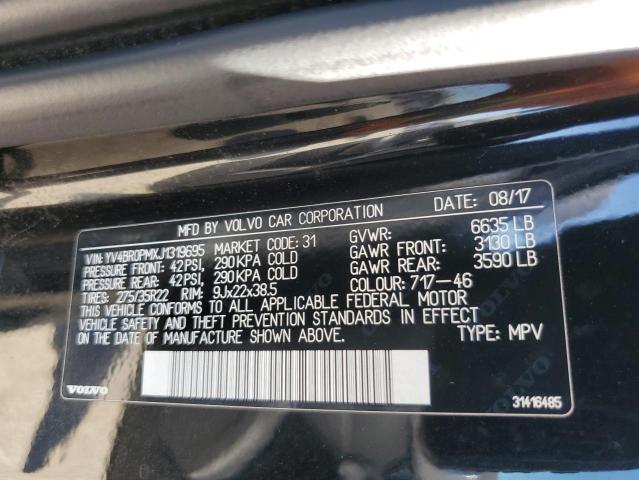 MFD BY VOLVO CAR CORPORATION DATE: 08/17
VIN: YV4BR0PMXJ1319695 MARKET CODE: 31 GVWR: 6635 LB
PRESSURE FRONT: 42PSI, 290KPA COLD GAWR FRONT: 3130 LB
PRESSURE REAR: 42PSI, 290KPA COLD GAWR REAR: 3590 LB
TIRES: 275/35R22 RIM: 9Jx22x38.5 COLOUR: 717-46
THIS VEHICLE CONFORMS TO ALL APPLICABLE FEDERAL MOTOR
VEHICLE SAFETY AND THEFT PREVENTION STANDARDS IN EFFECT
ON THE DATE OF MANUFACTURE SHOWN ABOVE. TYPE: MPV
VOLVO 31416485